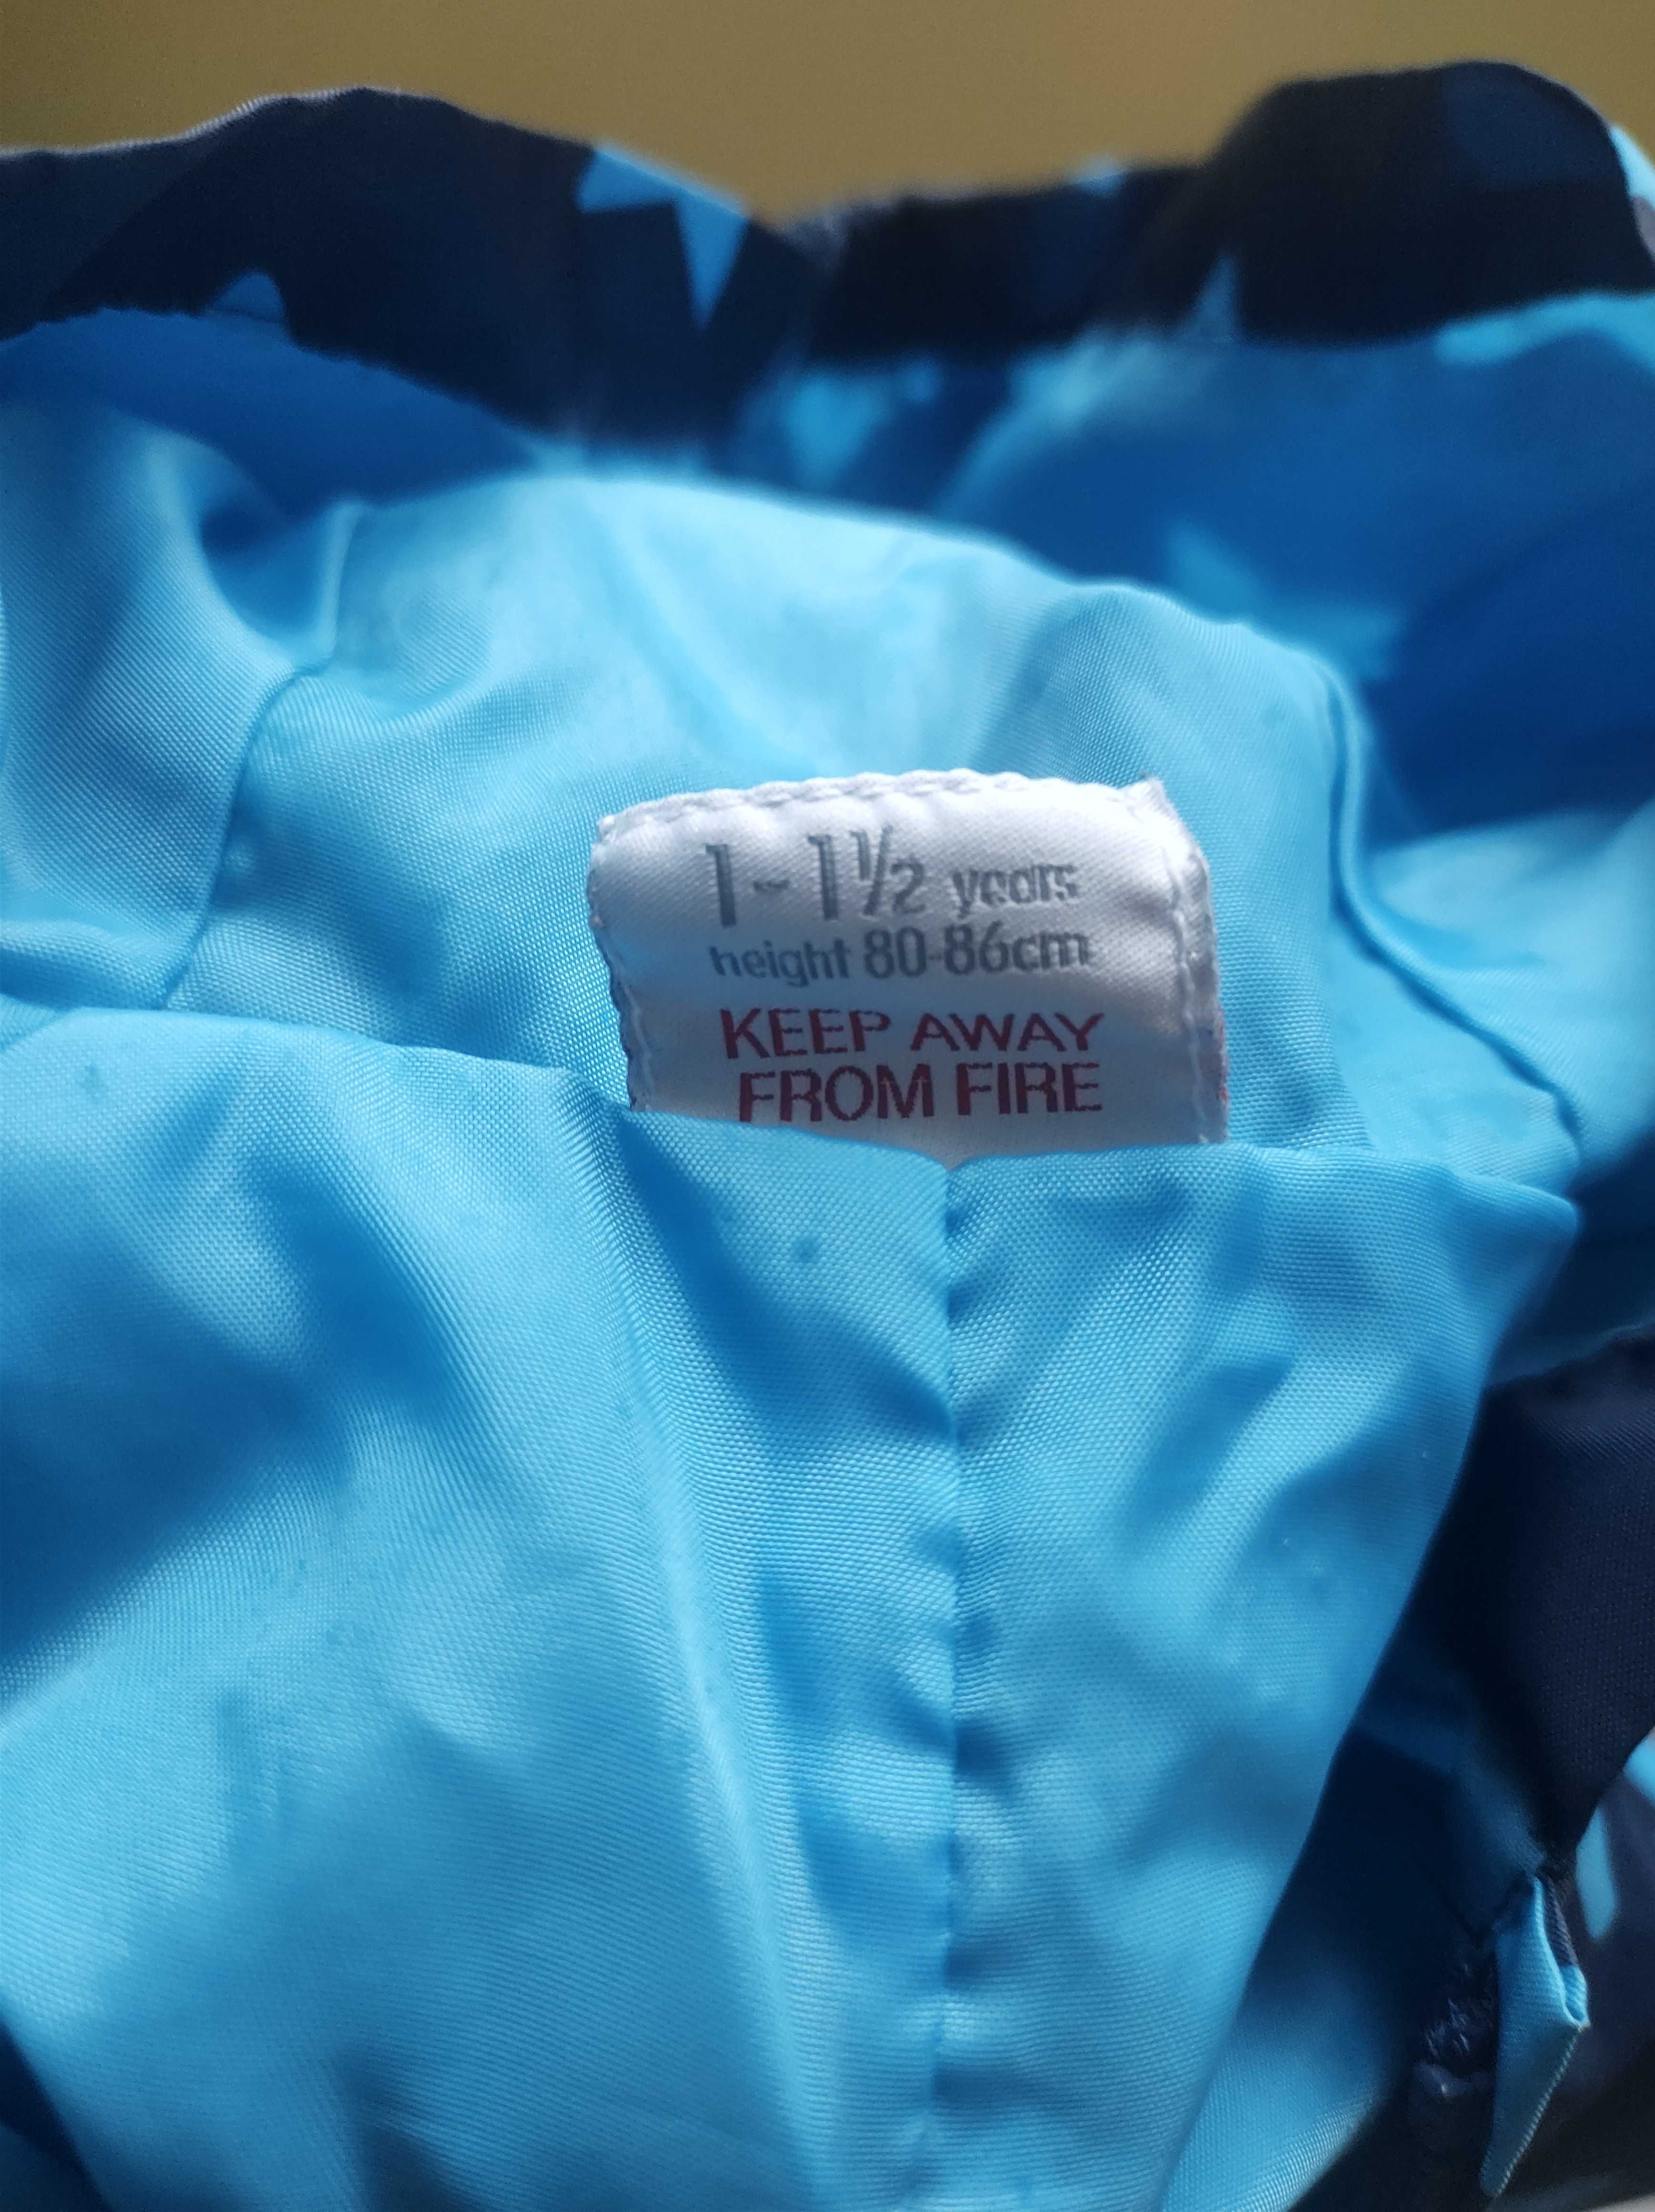 1-1½ years
height 80-86cm
KEEP AWAY
FROM FIRE